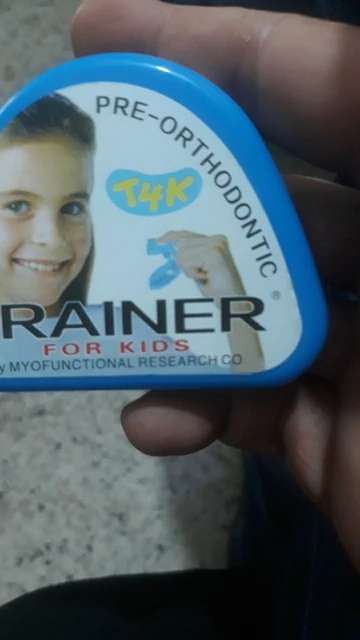 PRE-ORTHODONTIC
T4K
RAINER®
FOR KIDS
y MYOFUNCTIONAL RESEARCH CO.